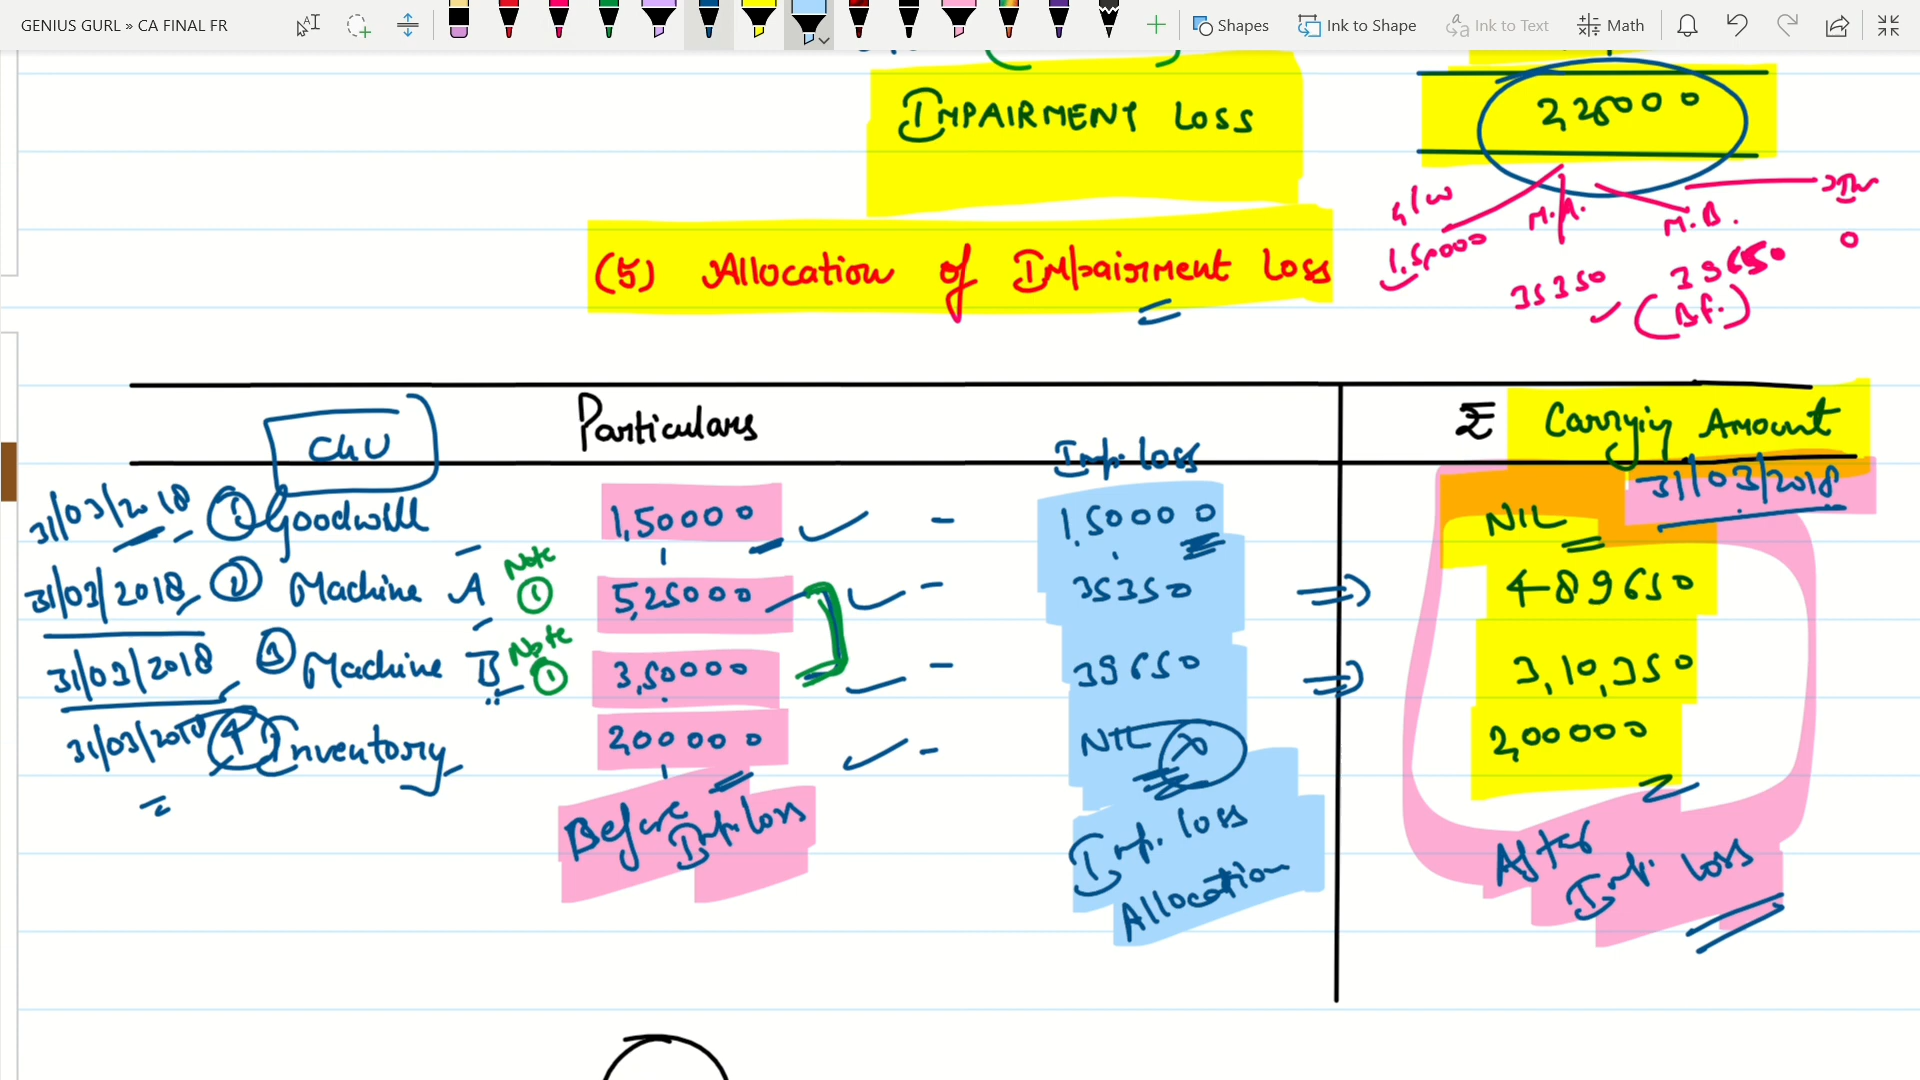 GENIUS GURL » CA FINAL FR
Shapes Ink to Shape Ink to Text Math
IMPAIRMENT LOSS 2,25000
G/W M.A. M.B.
1,50000 35350 39650 0
(B.f.)
(5) Allocation of Impairment Loss
Particulars ₹ Carrying Amount
CGU Imp. loss 31/03/2018
31/03/2018 ① Goodwill 1,50000 - 1,50000 NIL
31/03/2018 ② Machine A Note ① 5,25000 - 35350 ⇒ 489650
31/03/2018 ③ Machine B Note ① 3,50000 - 39650 ⇒ 3,10,350
31/03/2018 ④ Inventory 200000 - NIL 2,00000
Before Imp. loss Imp. loss Allocation After Imp. loss